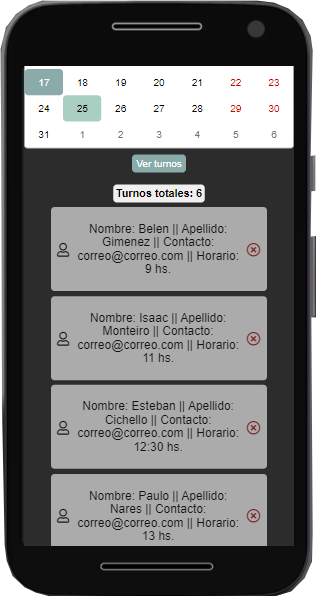 17 18 19 20 21 22 23
24 25 26 27 28 29 30
31 1 2 3 4 5 6
Ver turnos
Turnos totales: 6
Nombre: Belen || Apellido:
Gimenez || Contacto:
correo@correo.com || Horario:
9 hs.
Nombre: Isaac || Apellido:
Monteiro || Contacto:
correo@correo.com || Horario:
11 hs.
Nombre: Esteban || Apellido:
Cichello || Contacto:
correo@correo.com || Horario:
12:30 hs.
Nombre: Paulo || Apellido:
Nares || Contacto:
correo@correo.com || Horario:
13 hs.